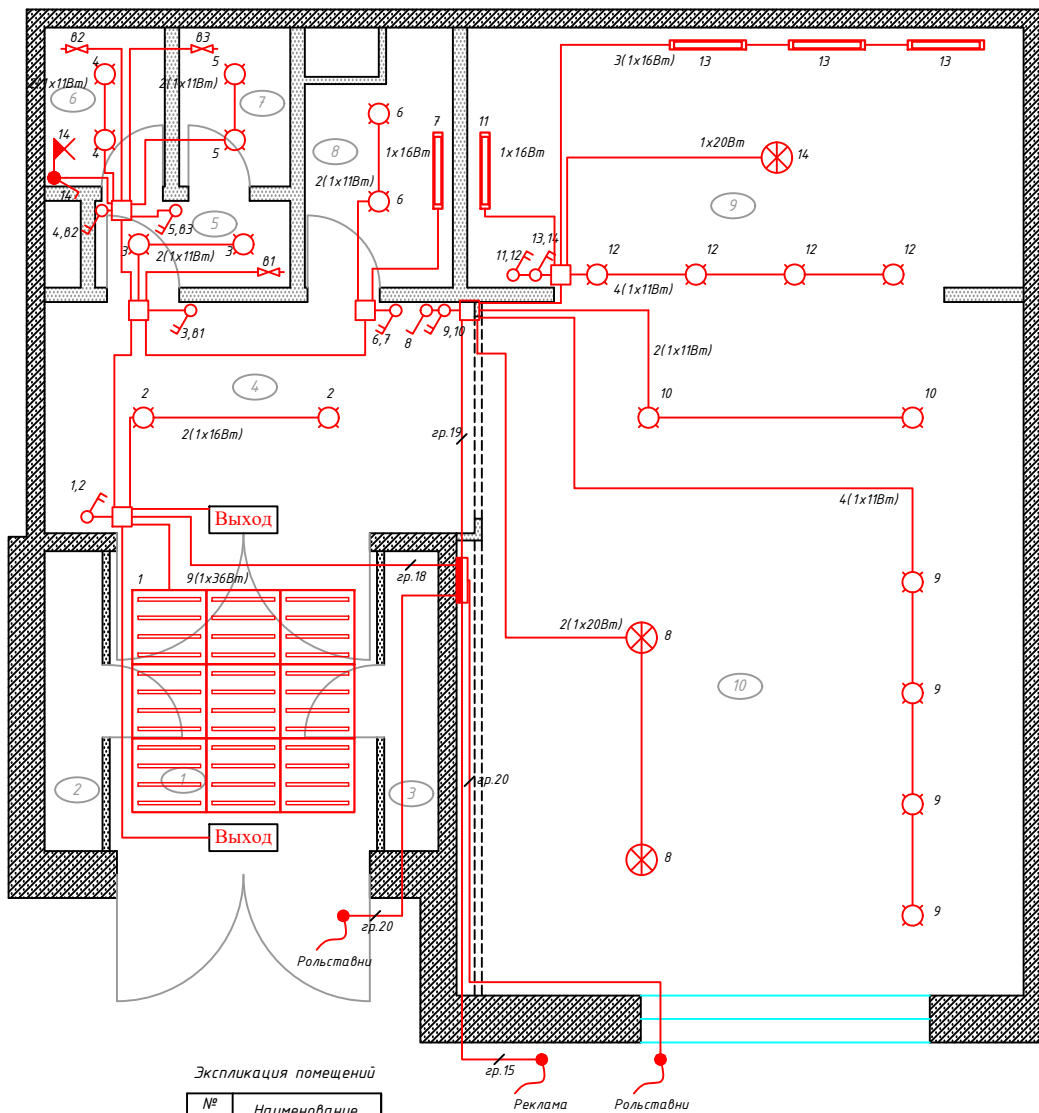 в2
в3
4
5
2(1х11Вт)
2(1х11Вт)
3(1х16Вт)
13
13
13
6
7
6
7
11
14
4
5
8
1х16Вт
1х16Вт
1х20Вт
14
2(1х11Вт)
14
6
9
4,в2
5,в3
5
3
2(1х11Вт)
3
в1
11,12
13,14
12
12
12
12
4(1х11Вт)
3,в1
6,7
8
9,10
2(1х11Вт)
4
2
2
10
10
2(1х16Вт)
гр.19
1,2
4(1х11Вт)
Выход
1
9(1х36Вт)
гр.18
9
2(1х20Вт)
8
10
9
1
2
3
гр.20
9
Выход
8
9
гр.20
Рольставни
гр.15
Реклама
Рольставни
Экспликация помещений
№
Наименование